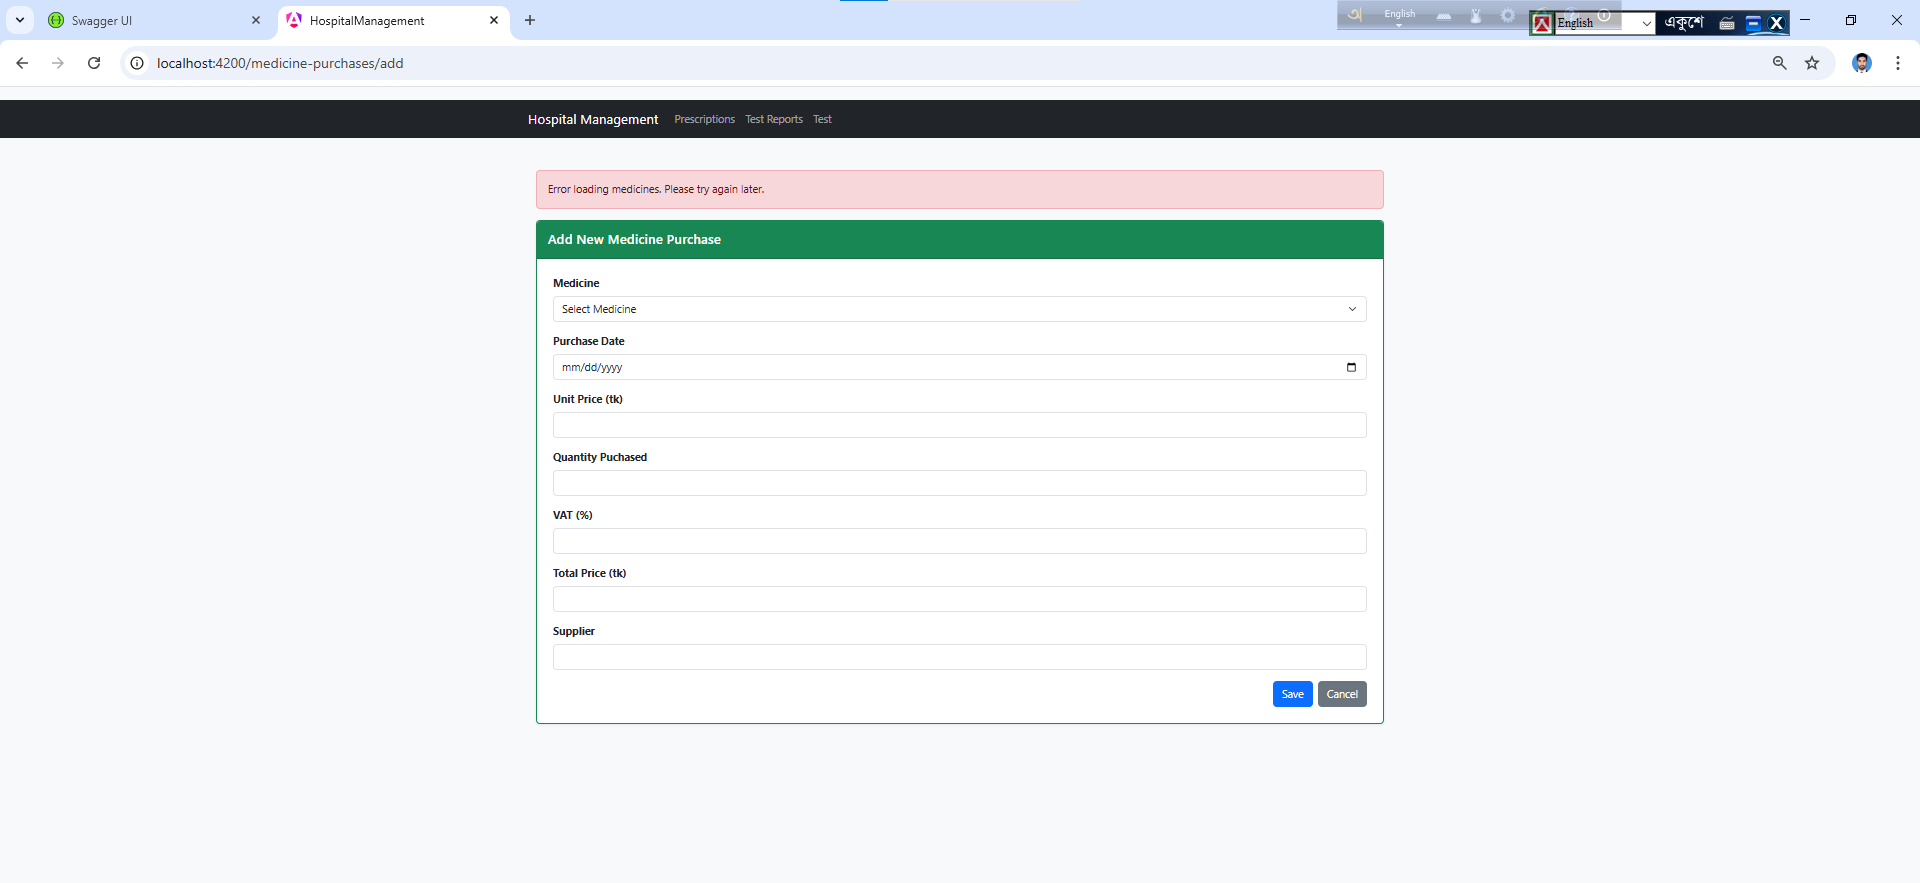 Swagger UI
HospitalManagement
English
English
একুশে
localhost:4200/medicine-purchases/add
Hospital Management Prescriptions Test Reports Test
Error loading medicines. Please try again later.
Add New Medicine Purchase
Medicine
Select Medicine
Purchase Date
mm/dd/yyyy
Unit Price (tk)
Quantity Puchased
VAT (%)
Total Price (tk)
Supplier
Save Cancel